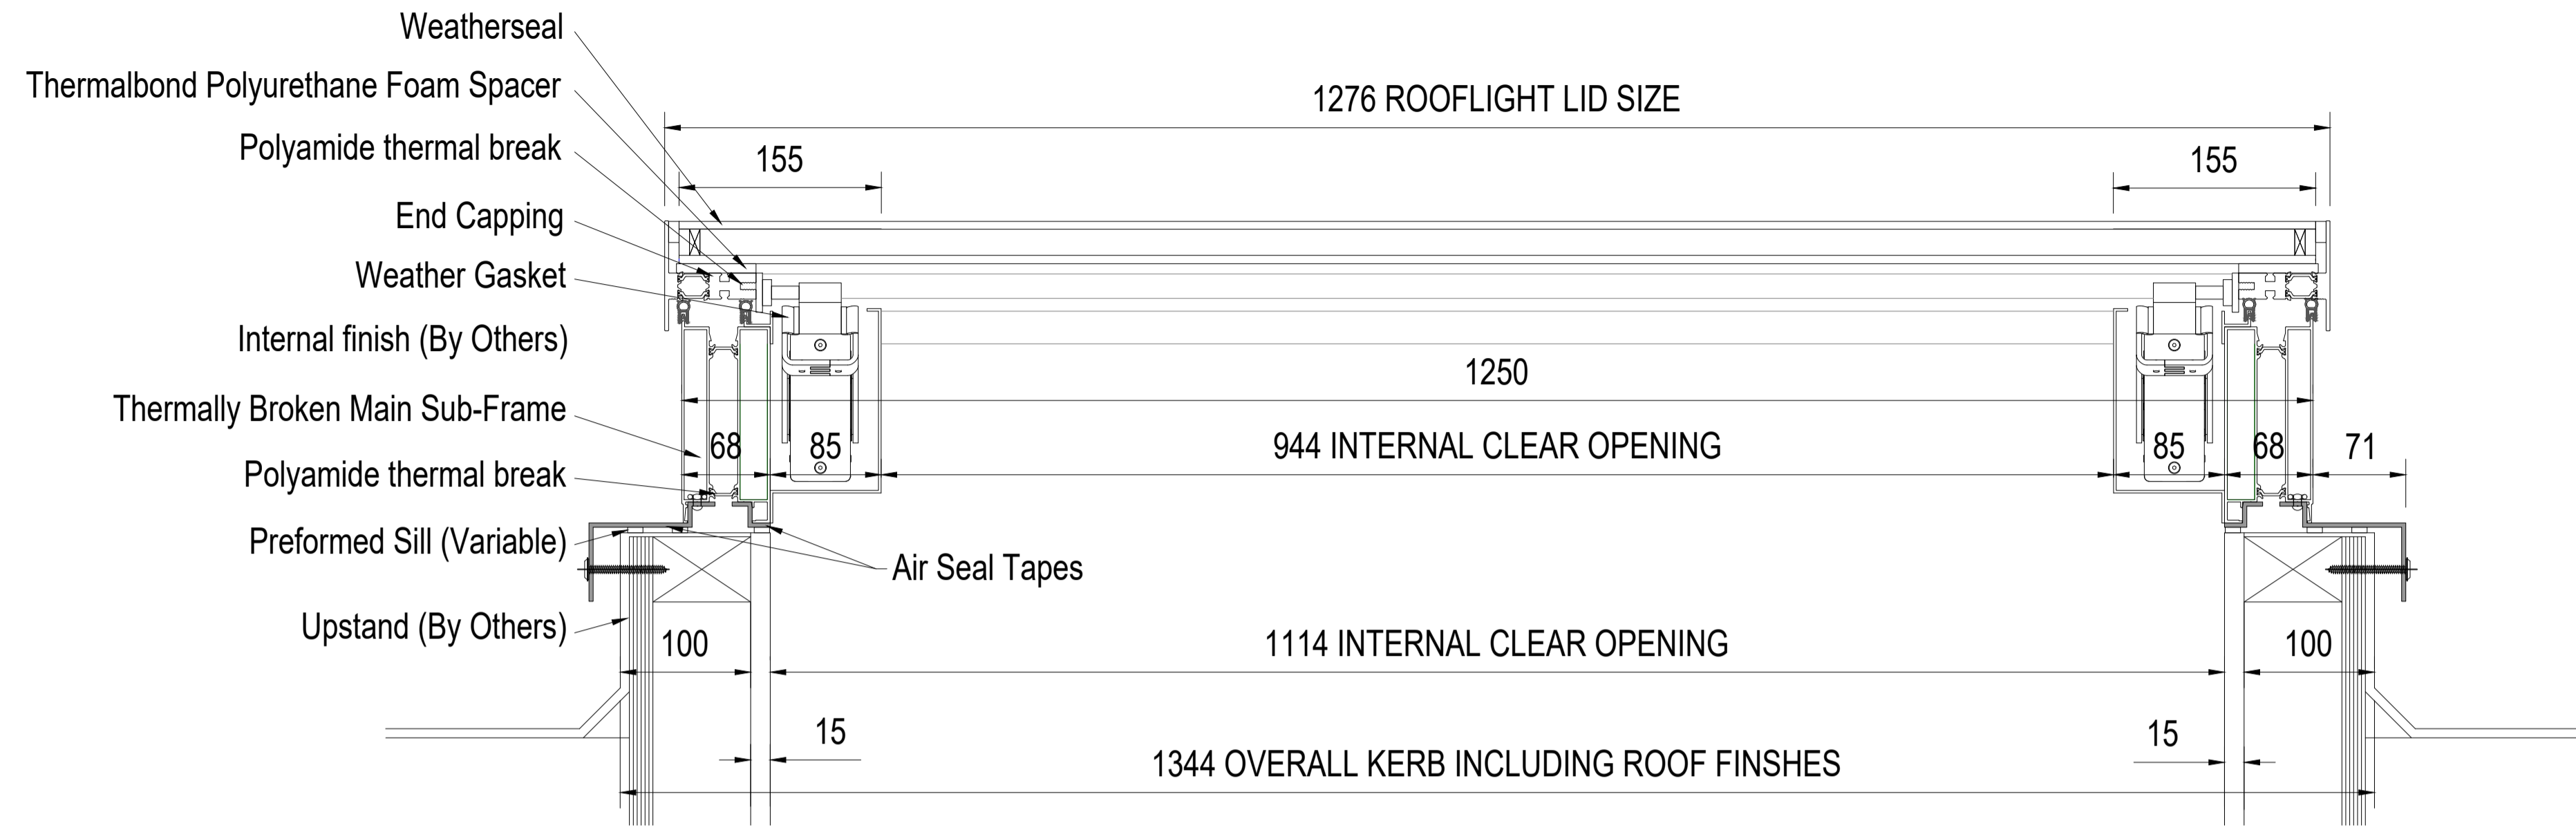 Weatherseal
Thermalbond Polyurethane Foam Spacer
Polyamide thermal break
End Capping
Weather Gasket
Internal finish (By Others)
Thermally Broken Main Sub-Frame
Polyamide thermal break
Preformed Sill (Variable)
Upstand (By Others)
Air Seal Tapes
1276 ROOFLIGHT LID SIZE
155
155
1250
68
85
944 INTERNAL CLEAR OPENING
85
68
71
100
1114 INTERNAL CLEAR OPENING
100
15
15
1344 OVERALL KERB INCLUDING ROOF FINSHES